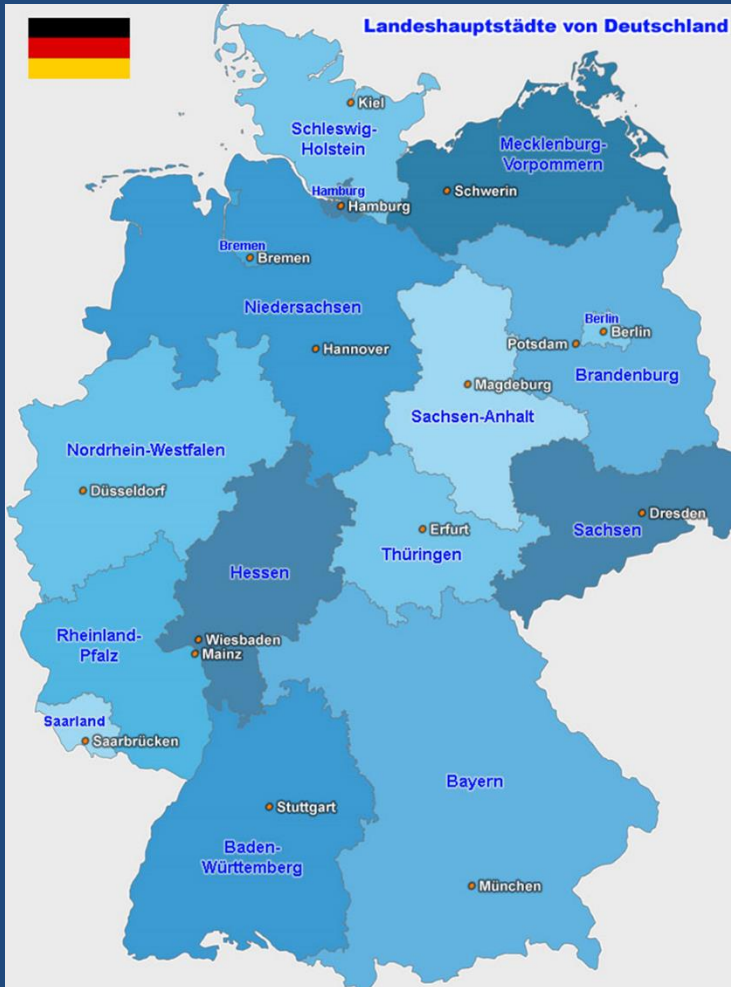 Landeshauptstädte von Deutschland
Kiel
Schleswig-
Holstein
Mecklenburg-
Vorpommern
Hamburg
Schwerin
Hamburg
Bremen
Bremen
Niedersachsen
Berlin
Berlin
Potsdam
Hannover
Brandenburg
Magdeburg
Sachsen-Anhalt
Nordrhein-Westfalen
Düsseldorf
Dresden
Erfurt
Sachsen
Thüringen
Hessen
Rheinland-
Pfalz
Wiesbaden
Mainz
Saarland
Saarbrücken
Bayern
Stuttgart
Baden-
Württemberg
München